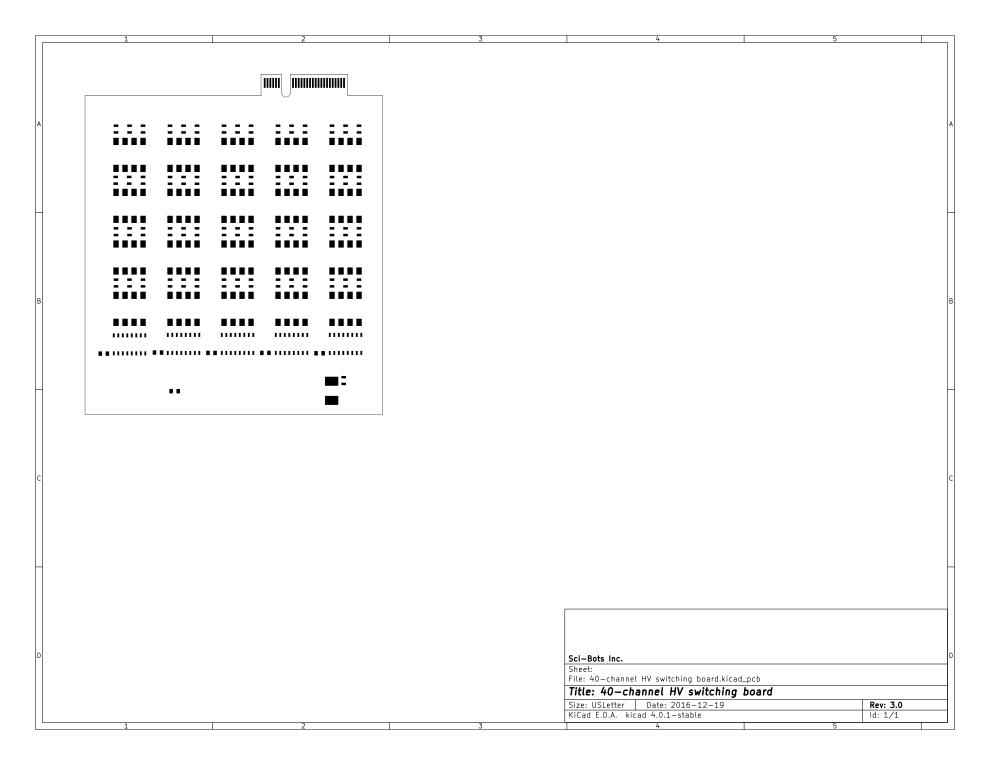 1 2 3 4 5
A A
B B
C C
D D
Sci-Bots Inc.
Sheet:
File: 40-channel HV switching board.kicad_pcb
Title: 40-channel HV switching board
Size: USLetter Date: 2016-12-19 Rev: 3.0
KiCad E.D.A. kicad 4.0.1-stable Id: 1/1
1 2 3 4 5